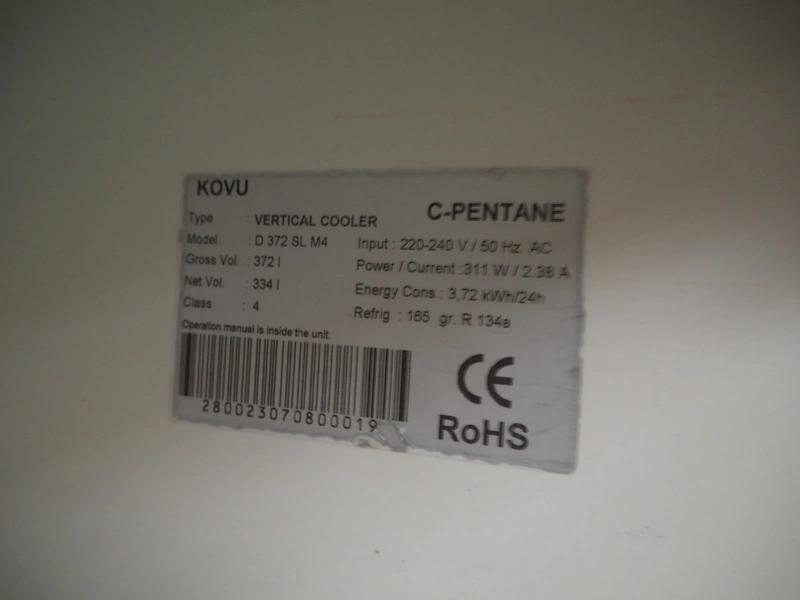 KOVU
C-PENTANE
Type : VERTICAL COOLER
Model : D 372 SL M4
Gross Vol. : 372 l
Net Vol. : 334 l
Class : 4
Input : 220-240 V / 50 Hz AC
Power / Current :311 W / 2.38 A
Energy Cons : 3,72 kWh/24h
Refrig. : 165 gr. R 134a
Operation manual is inside the unit.
280023070800019
CE
RoHS